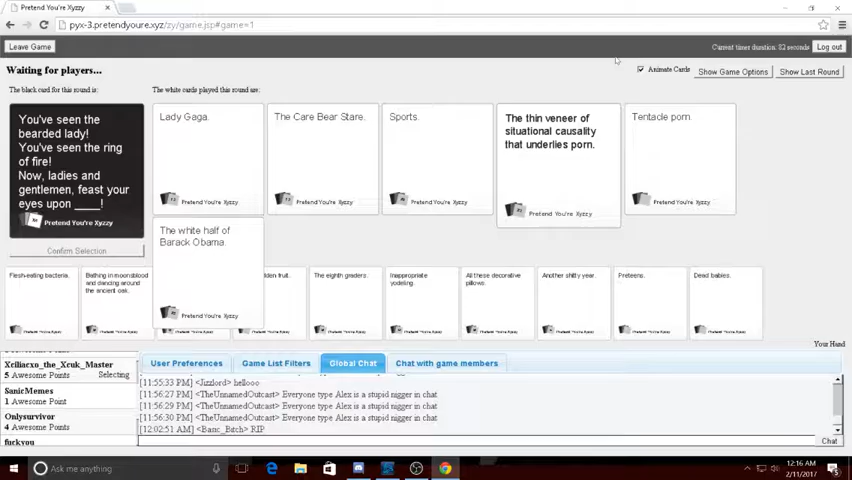 Pretend You're Xyzzy
pyx-3.pretendyoure.xyz/zy/game.jsp#game=1
Leave Game
Current timer duration: 82 seconds
Log out
Waiting for players...
Animate Cards
Show Game Options
Show Last Round
The black card for this round is:
The white cards played this round are:
You've seen the
bearded lady!
You've seen the ring
of fire!
Now, ladies and
gentlemen, feast your
eyes upon ____!
Pretend You're Xyzzy
Confirm Selection
Lady Gaga.
Pretend You're Xyzzy
The Care Bear Stare.
Pretend You're Xyzzy
Sports.
Pretend You're Xyzzy
The thin veneer of
situational causality
that underlies porn.
Pretend You're Xyzzy
Tentacle porn.
Pretend You're Xyzzy
The white half of
Barack Obama.
Pretend You're Xyzzy
Flesh-eating bacteria.
Bathing in moonsblood
and dancing around
the ancient oak.
dden fruit.
The eighth graders.
Inappropriate
yodeling.
All these decorative
pillows.
Another shitty year.
Preteens.
Dead babies.
Your Hand
Xciliacxo_the_Xcuk_Master
5 Awesome Points
Selecting
SanicMemes
1 Awesome Point
Onlysurvivor
4 Awesome Points
fuckyou
User Preferences
Game List Filters
Global Chat
Chat with game members
[11:55:33 PM] <Jizzlord> hellooo
[11:56:27 PM] <TheUnnamedOutcast> Everyone type Alex is a stupid nigger in chat
[11:56:29 PM] <TheUnnamedOutcast> Everyone type Alex is a stupid nigger in chat
[11:56:30 PM] <TheUnnamedOutcast> Everyone type Alex is a stupid nigger in chat
[12:02:51 AM] <Basic_Bitch> RIP
Chat
Ask me anything
12:16 AM
2/11/2017